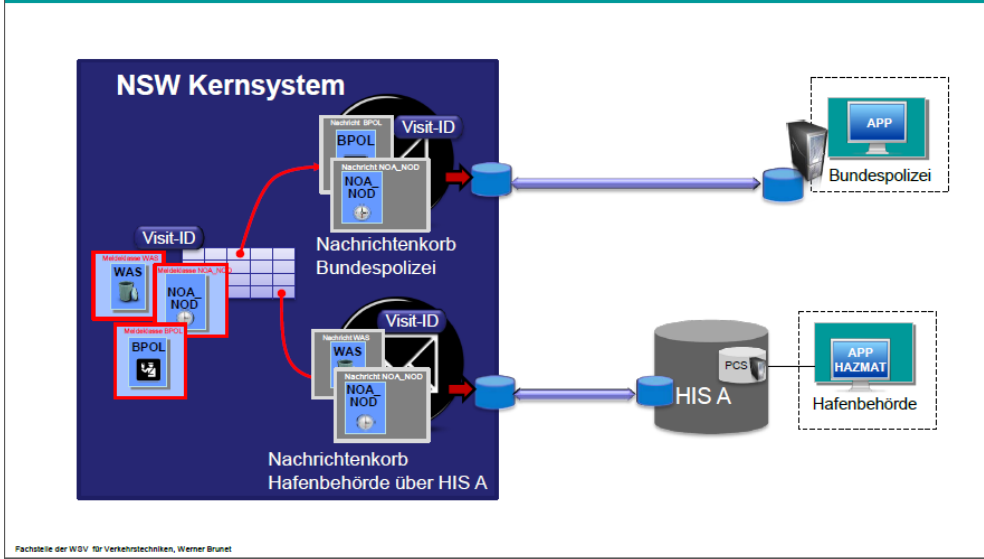 NSW Kernsystem
Nachricht BPOL
BPOL
Visit-ID
Nachricht NOA_NOD
NOA_
NOD
Nachrichtenkorb
Bundespolizei
APP
Bundespolizei
Visit-ID
Meldeklasse WAS
WAS
Meldeklasse NOA_NOD
NOA_
NOD
Meldeklasse BPOL
BPOL
Visit-ID
Nachricht WAS
WAS
Nachricht NOA_NOD
NOA_
NOD
Nachrichtenkorb
Hafenbehörde über HIS A
PCS
HIS A
APP
HAZMAT
Hafenbehörde
Fachstelle der WSV für Verkehrstechniken, Werner Brunet